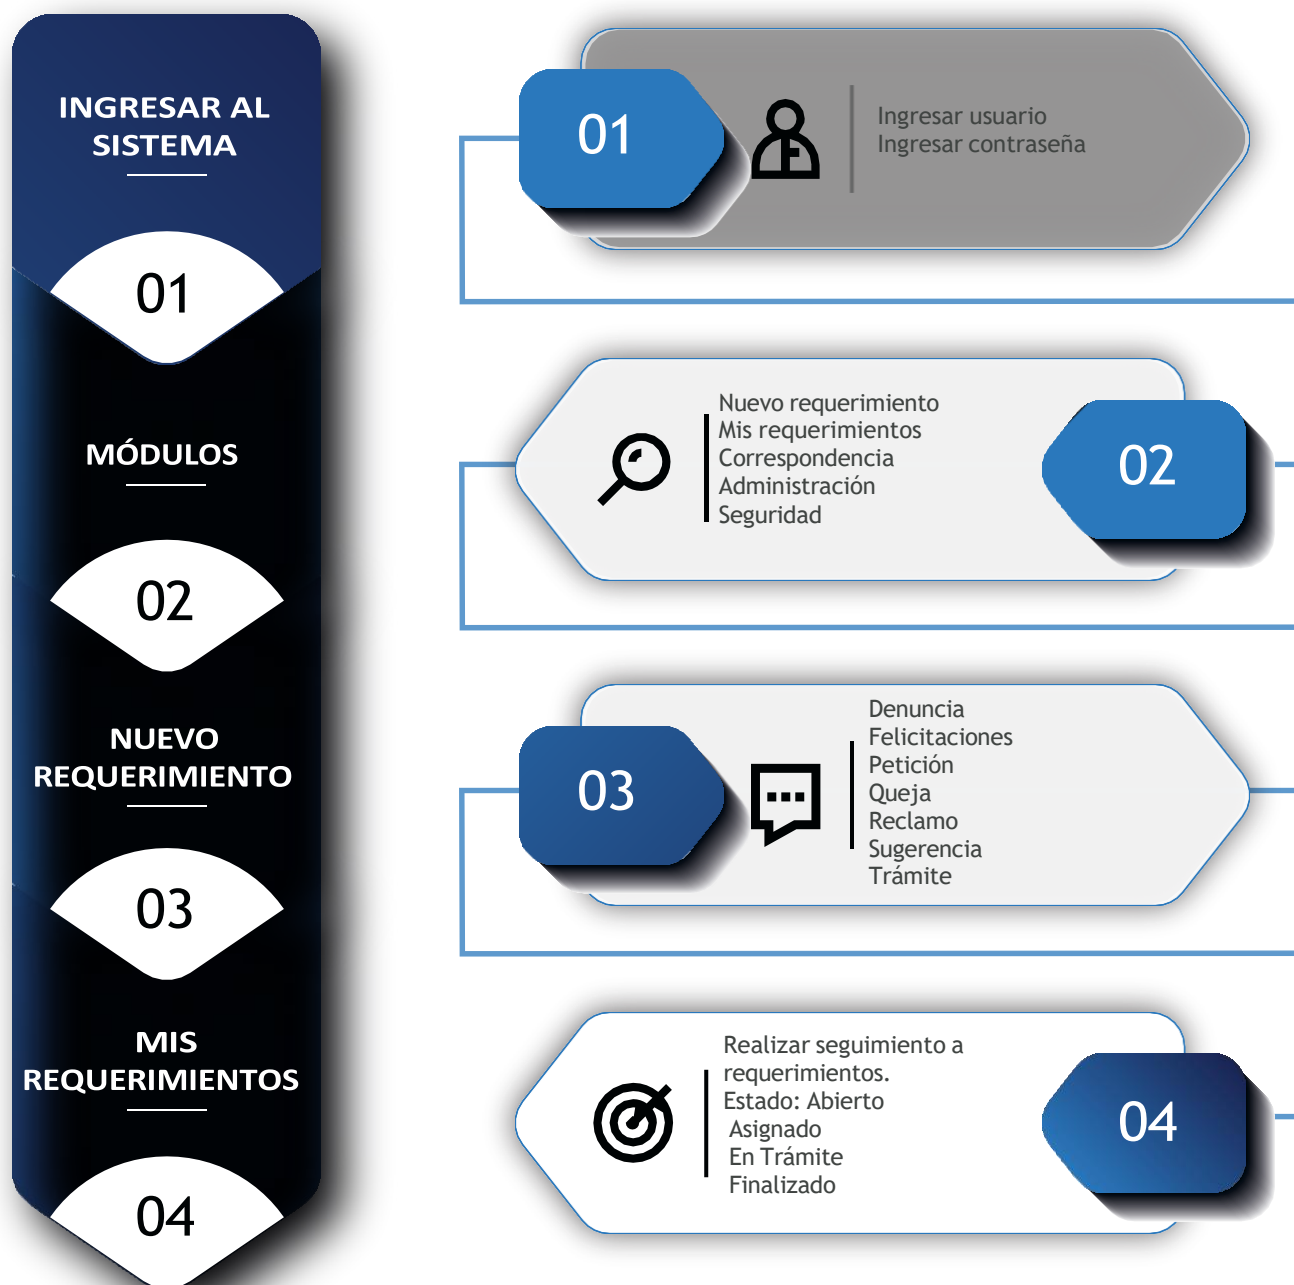 INGRESAR AL
SISTEMA
01
MÓDULOS
02
NUEVO
REQUERIMIENTO
03
MIS
REQUERIMIENTOS
04
01
Ingresar usuario
Ingresar contraseña
Nuevo requerimiento
Mis requerimientos
Correspondencia
Administración
Seguridad
02
03
Denuncia
Felicitaciones
Petición
Queja
Reclamo
Sugerencia
Trámite
Realizar seguimiento a
requerimientos.
Estado: Abierto
Asignado
En Trámite
Finalizado
04